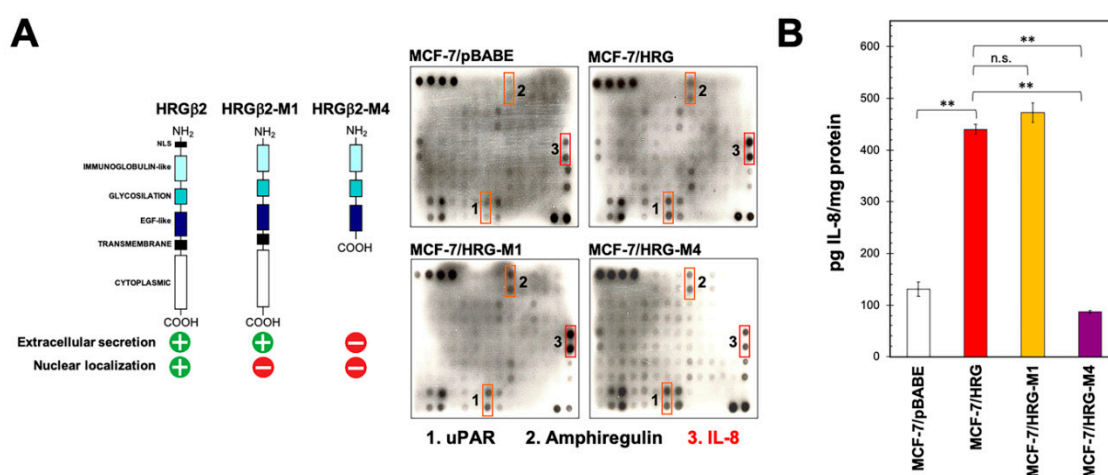 A
HRGβ2 HRGβ2-M1 HRGβ2-M4
NH2 NH2 NH2
NLS
IMMUNOGLOBULIN-like
GLYCOSILATION
EGF-like
TRANSMEMBRANE
COOH
CYTOPLASMIC
COOH COOH
Extracellular secretion
Nuclear localization
MCF-7/pBABE MCF-7/HRG
2 2
3 3
1 1
MCF-7/HRG-M1 MCF-7/HRG-M4
2 2
3 3
1 1
1. uPAR 2. Amphiregulin 3. IL-8
B
pg IL-8/mg protein
600
500
400
300
200
100
0
**
n.s.
** **
MCF-7/pBABE
MCF-7/HRG
MCF-7/HRG-M1
MCF-7/HRG-M4